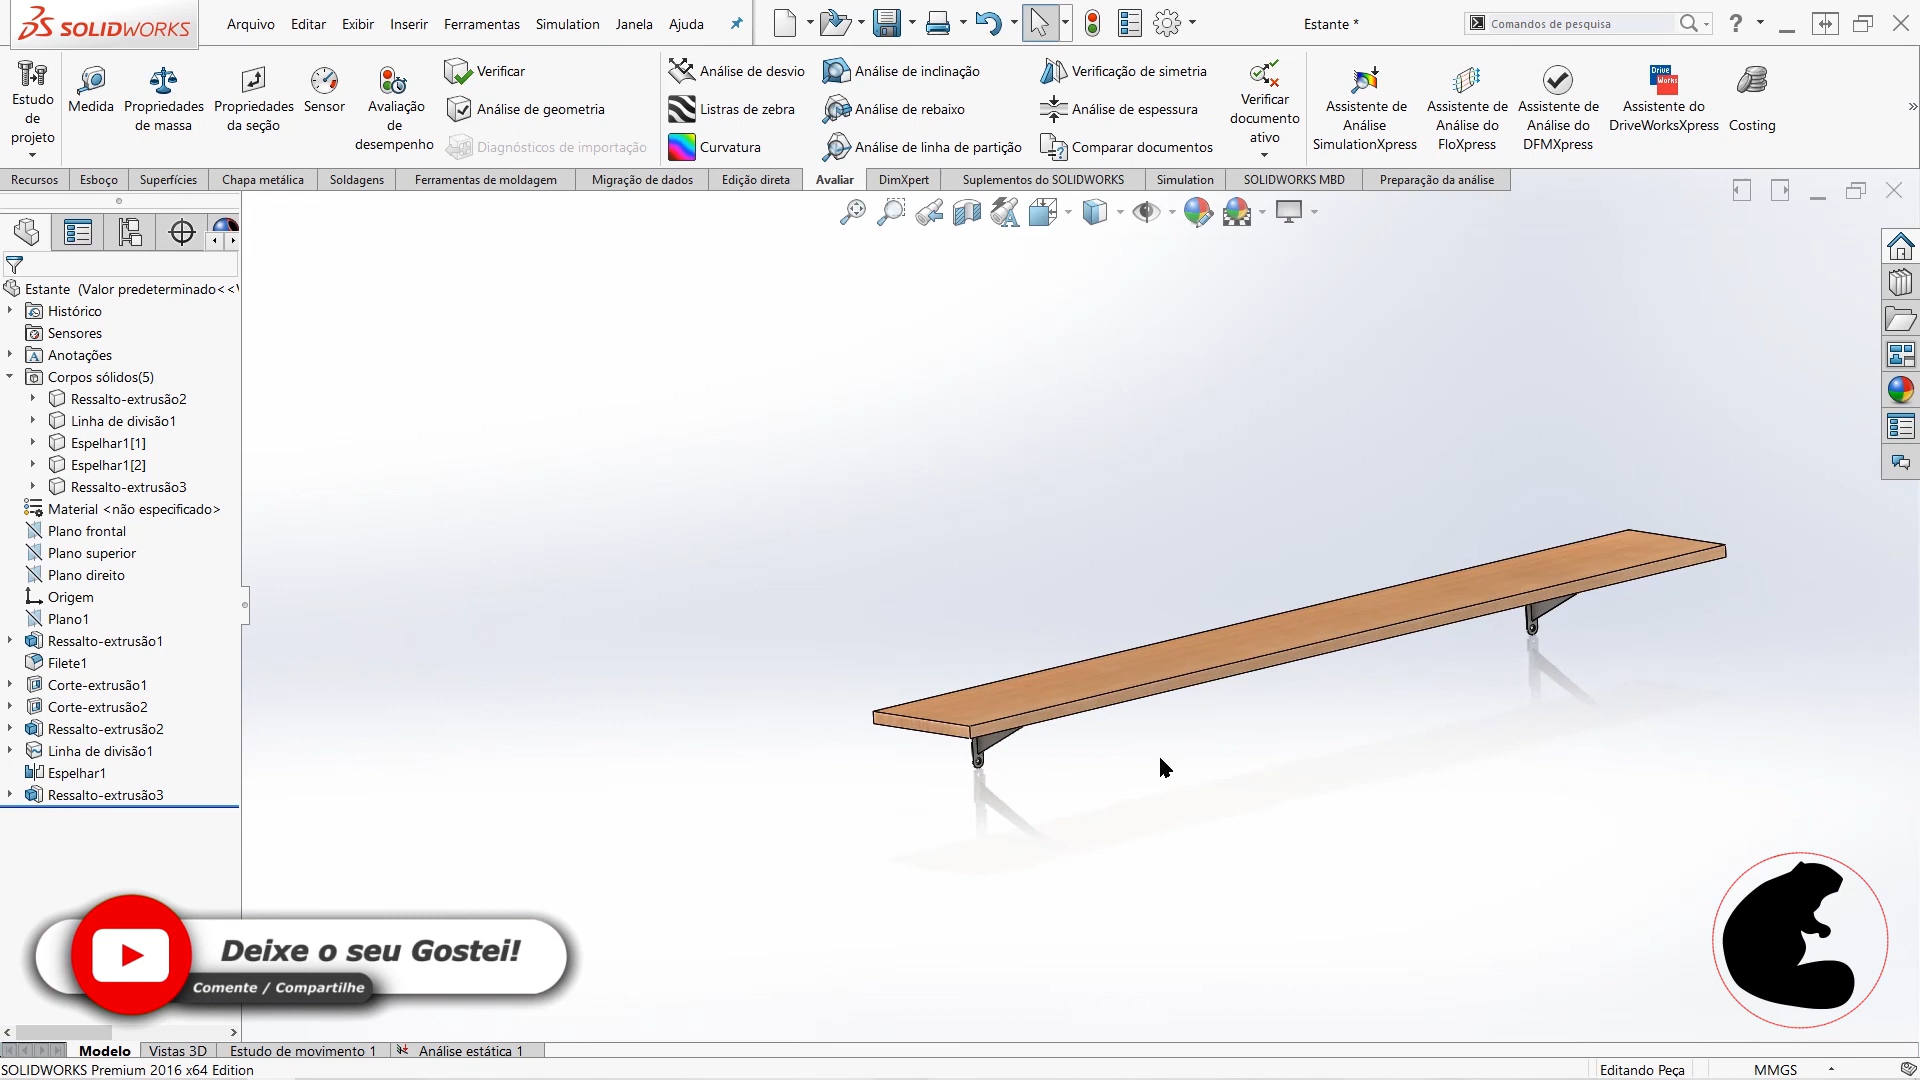 SOLIDWORKS
Arquivo
Editar
Exibir
Inserir
Ferramentas
Simulation
Janela
Ajuda
Estante *
Comandos de pesquisa
?
Estudo
de
projeto
Medida
Propriedades
de massa
Propriedades
da seção
Sensor
Avaliação
de
desempenho
Verificar
Análise de geometria
Diagnósticos de importação
Análise de desvio
Listras de zebra
Curvatura
Análise de inclinação
Análise de rebaixo
Análise de linha de partição
Verificação de simetria
Análise de espessura
Comparar documentos
Verificar
documento
ativo
Assistente de
Análise
SimulationXpress
Assistente de
Análise do
FloXpress
Assistente de
Análise do
DFMXpress
Drive
Works
Assistente do
DriveWorksXpress
Costing
Recursos
Esboço
Superfícies
Chapa metálica
Soldagens
Ferramentas de moldagem
Migração de dados
Edição direta
Avaliar
DimXpert
Suplementos do SOLIDWORKS
Simulation
SOLIDWORKS MBD
Preparação da análise
Estante (Valor predeterminado<<
Histórico
Sensores
Anotações
Corpos sólidos(5)
Ressalto-extrusão2
Linha de divisão1
Espelhar1[1]
Espelhar1[2]
Ressalto-extrusão3
Material <não especificado>
Plano frontal
Plano superior
Plano direito
Origem
Plano1
Ressalto-extrusão1
Filete1
Corte-extrusão1
Corte-extrusão2
Ressalto-extrusão2
Linha de divisão1
Espelhar1
Ressalto-extrusão3
Deixe o seu Gostei!
Comente / Compartilhe
Modelo
Vistas 3D
Estudo de movimento 1
Análise estática 1
SOLIDWORKS Premium 2016 x64 Edition
Editando Peça
MMGS